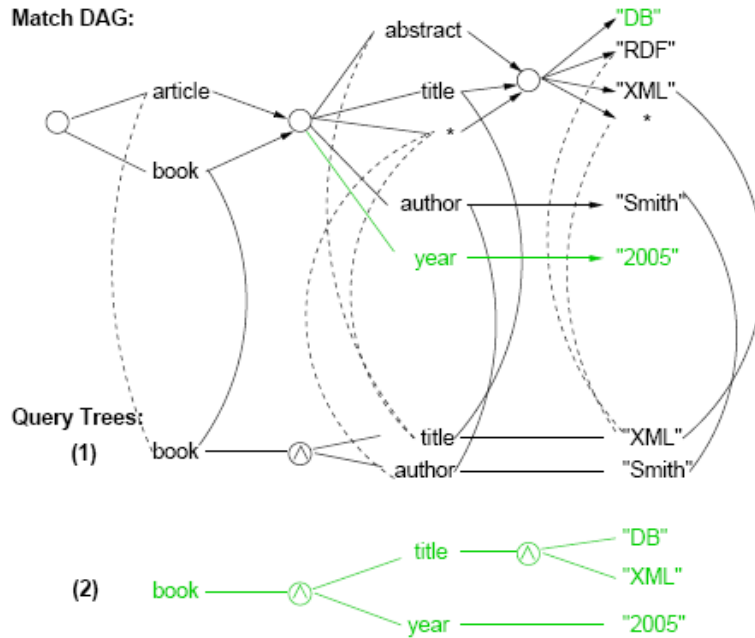 Match DAG:
abstract
"DB"
"RDF"
article
title
"XML"
*
*
book
author
"Smith"
year
"2005"
Query Trees:
(1)
book
∧
title
"XML"
author
"Smith"
(2)
book
∧
title
∧
"DB"
"XML"
year
"2005"